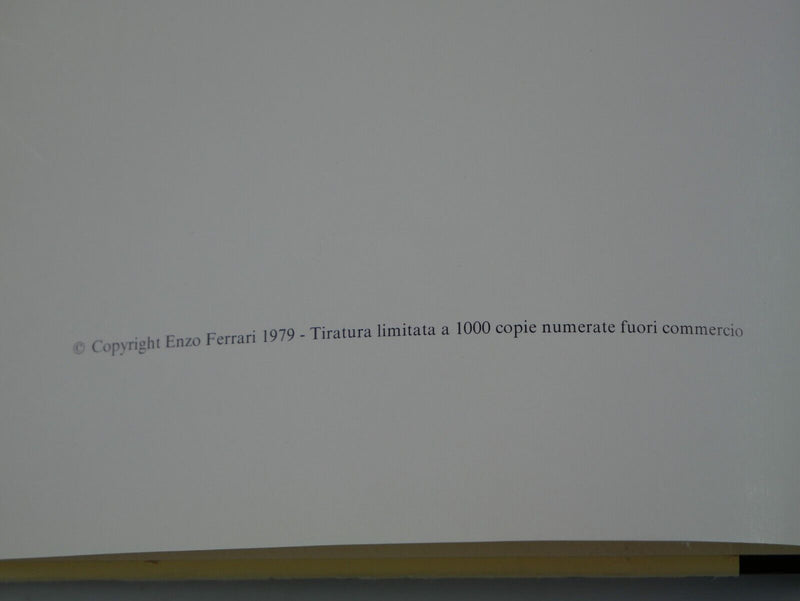 © Copyright Enzo Ferrari 1979 - Tiratura limitata a 1000 copie numerate fuori commercio